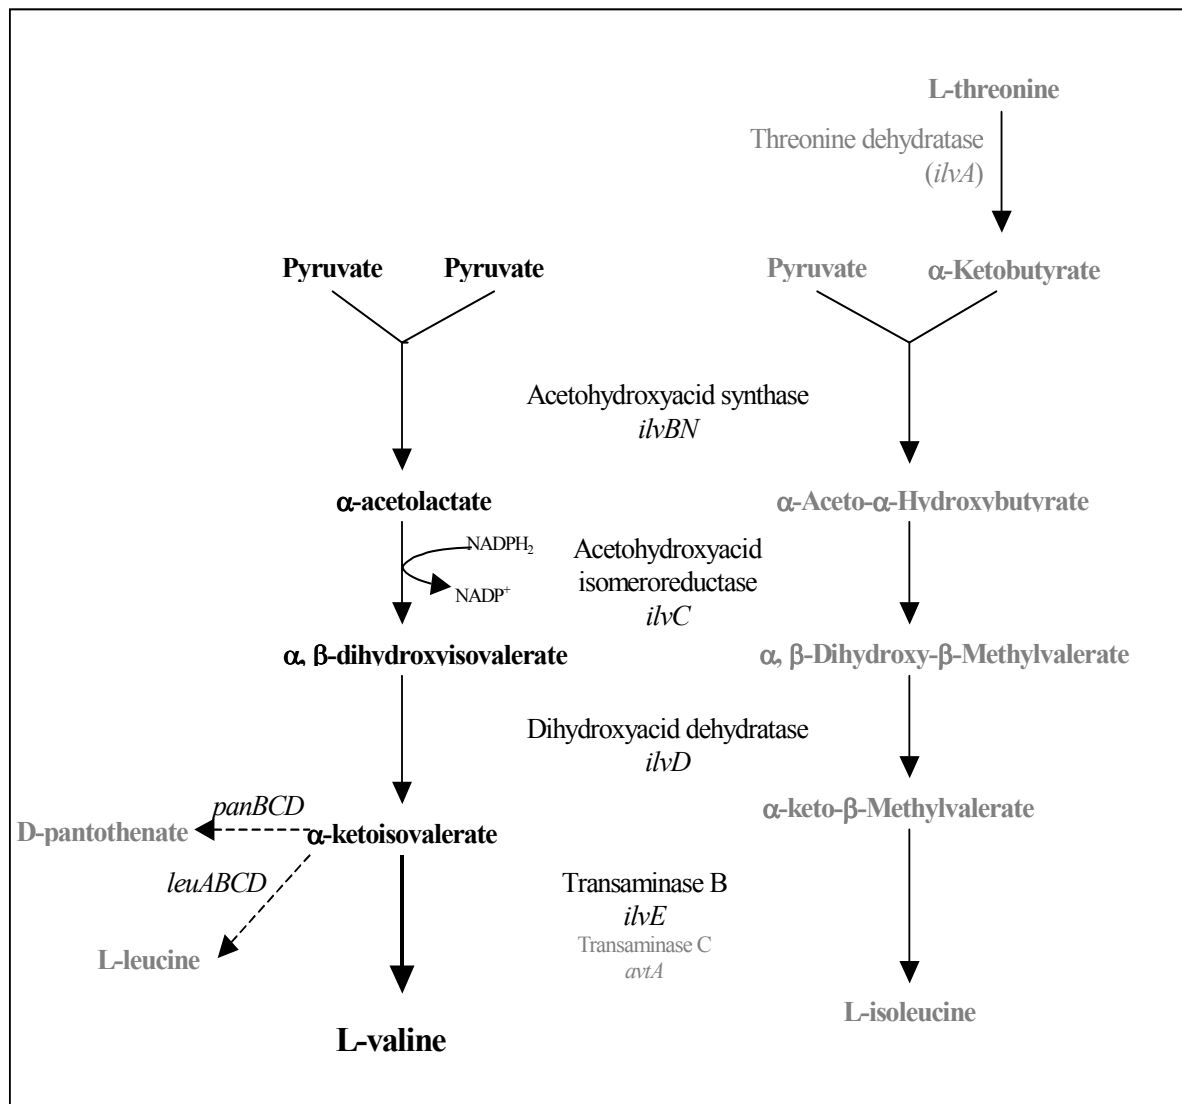 L-threonine
Threonine dehydratase
(ilvA)
Pyruvate Pyruvate Pyruvate α-Ketobutyrate
Acetohydroxyacid synthase
ilvBN
α-acetolactate α-Aceto-α-Hydroxybutyrate
NADPH₂
NADP⁺
Acetohydroxyacid
isomeroreductase
ilvC
α, β-dihydroxyisovalerate α, β-Dihydroxy-β-Methylvalerate
Dihydroxyacid dehydratase
ilvD
panBCD
D-pantothenate α-ketoisovalerate α-keto-β-Methylvalerate
leuABCD
Transaminase B
ilvE
Transaminase C
avtA
L-leucine
L-valine
L-isoleucine